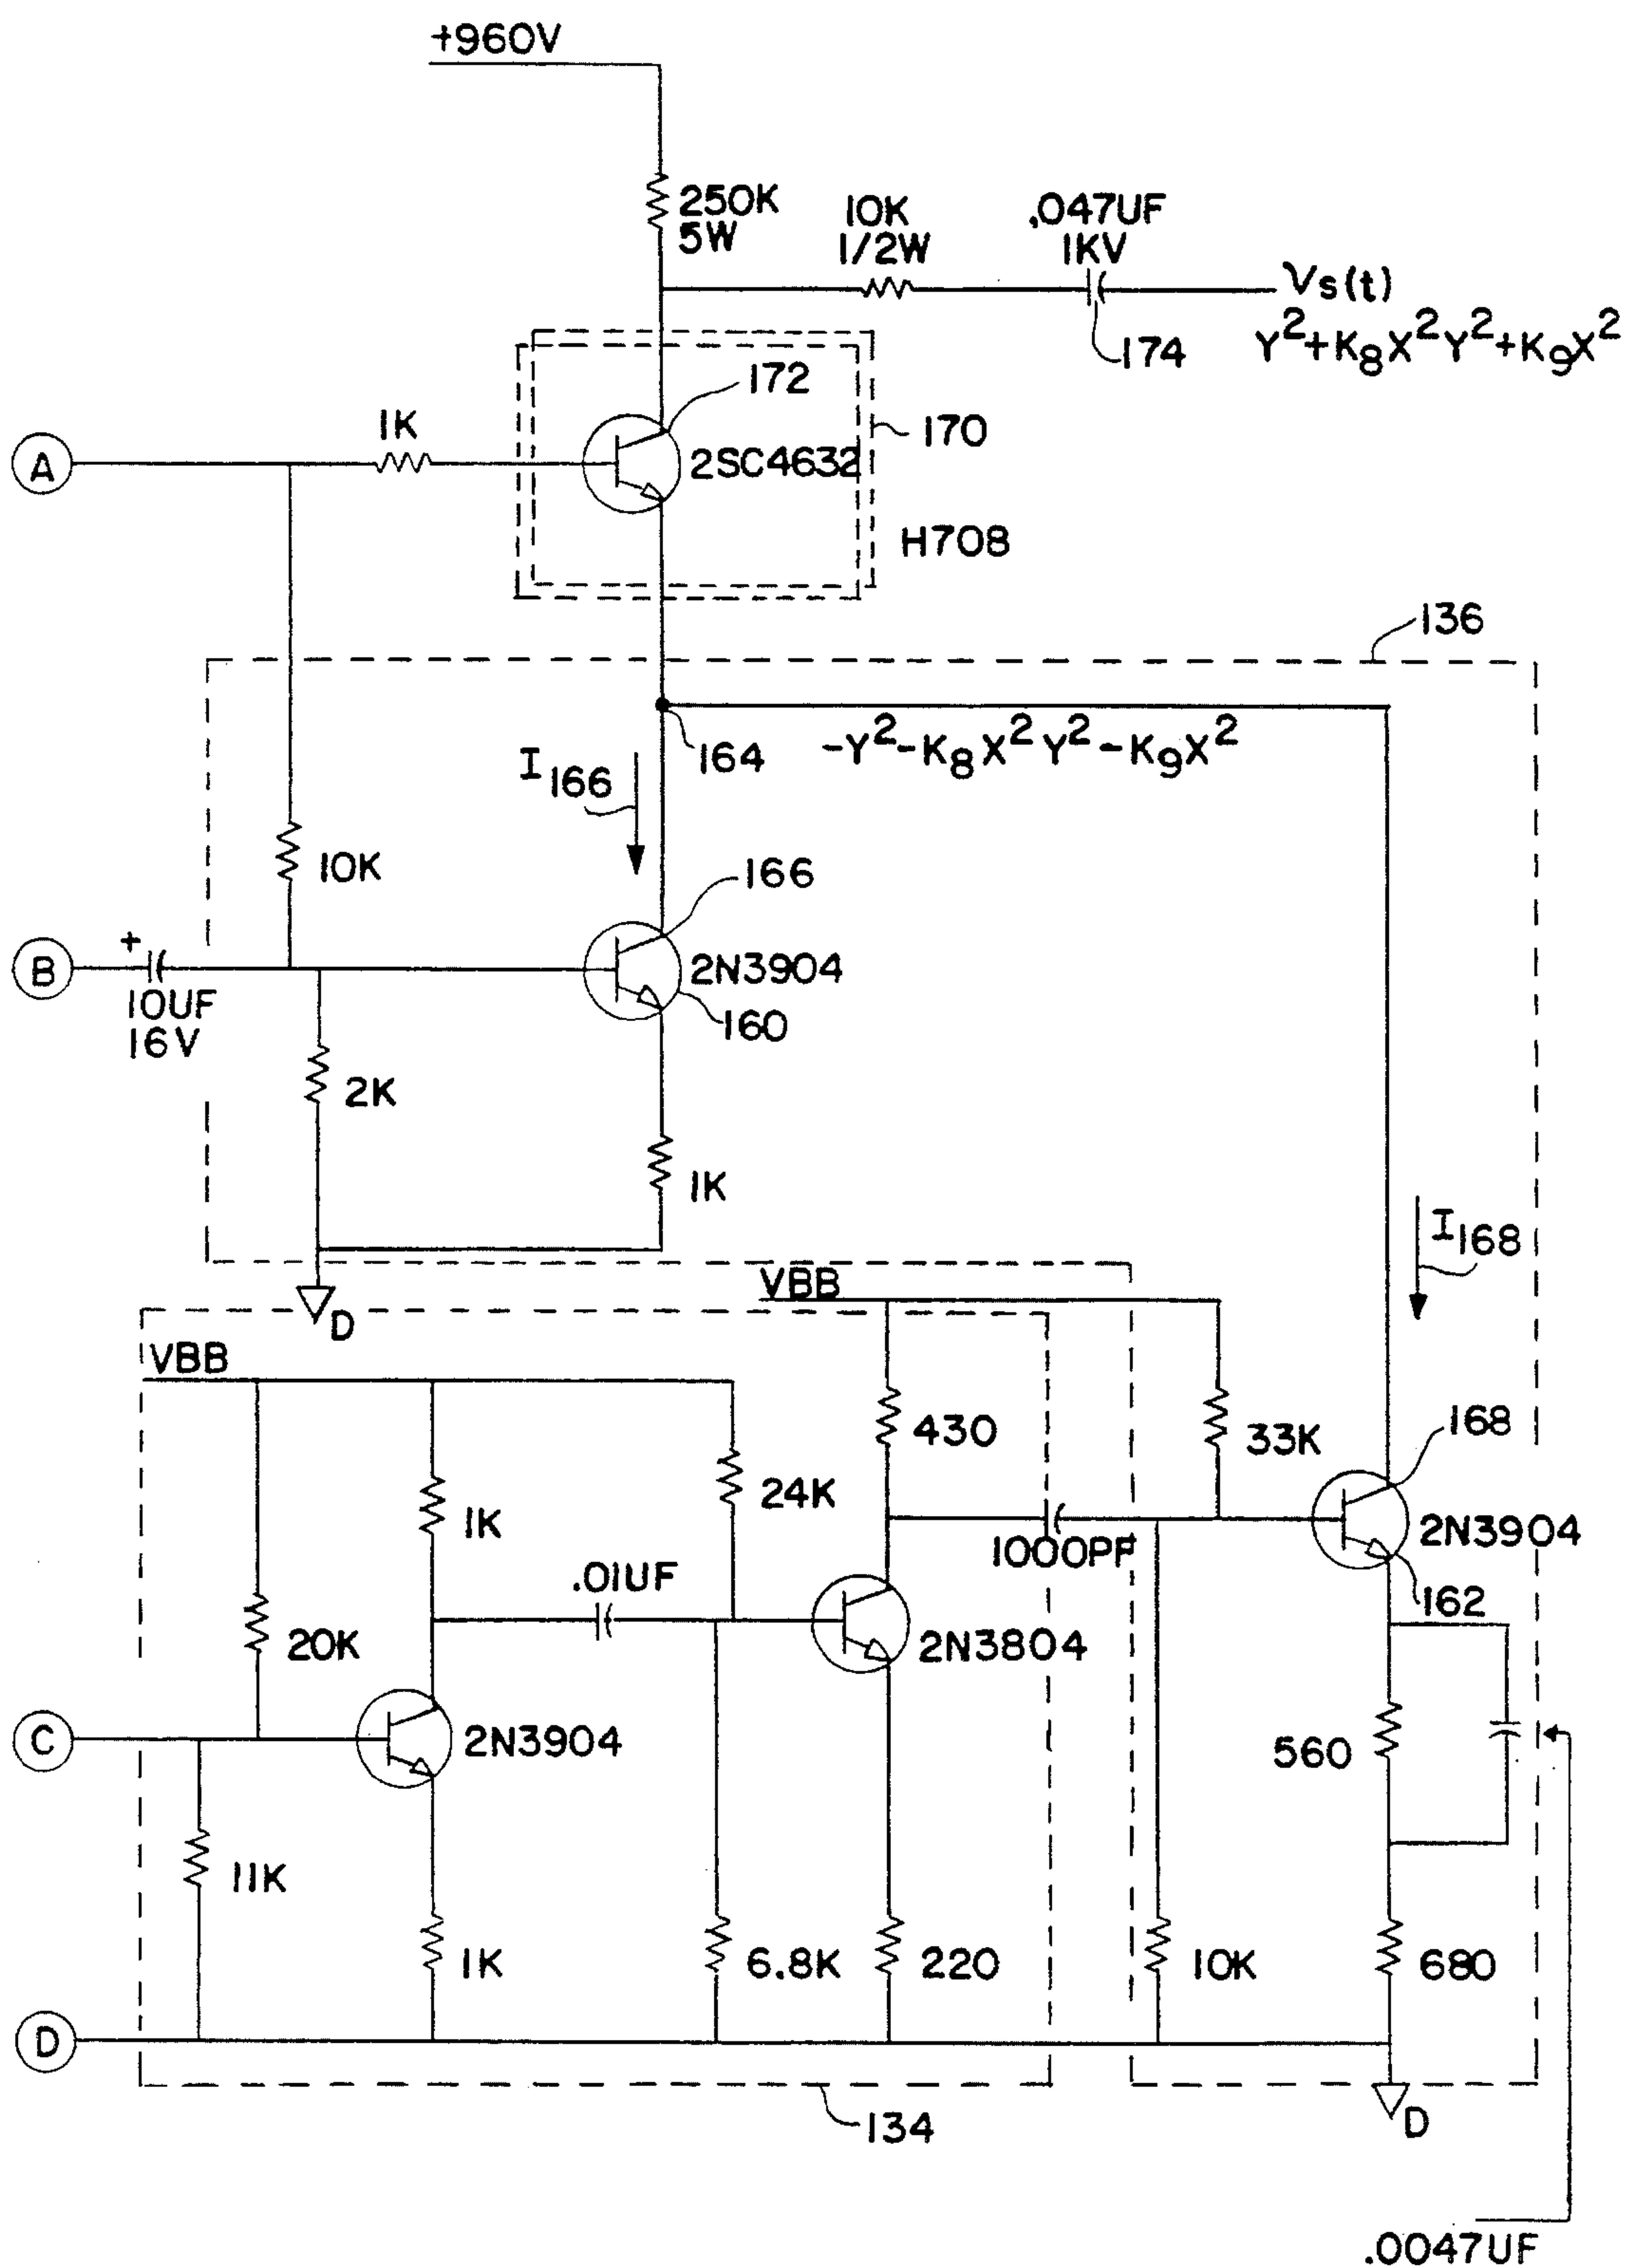 +960V
250K
5W
10K
1/2W
.047UF
1KV
Vs(t)
174
Y²+K₈X²Y²+K₉X²
172
1K
170
A
2SC4632
H708
136
164
-Y²-K₈X²Y²-K₉X²
I₁₆₆
10K
166
+
B
2N3904
10UF
16V
160
2K
1K
I₁₆₈
VBB
D
VBB
430
33K
168
24K
1K
2N3904
1000PF
.01UF
162
20K
2N3804
C
2N3904
560
11K
1K
6.8K
220
10K
680
D
134
D
.0047UF